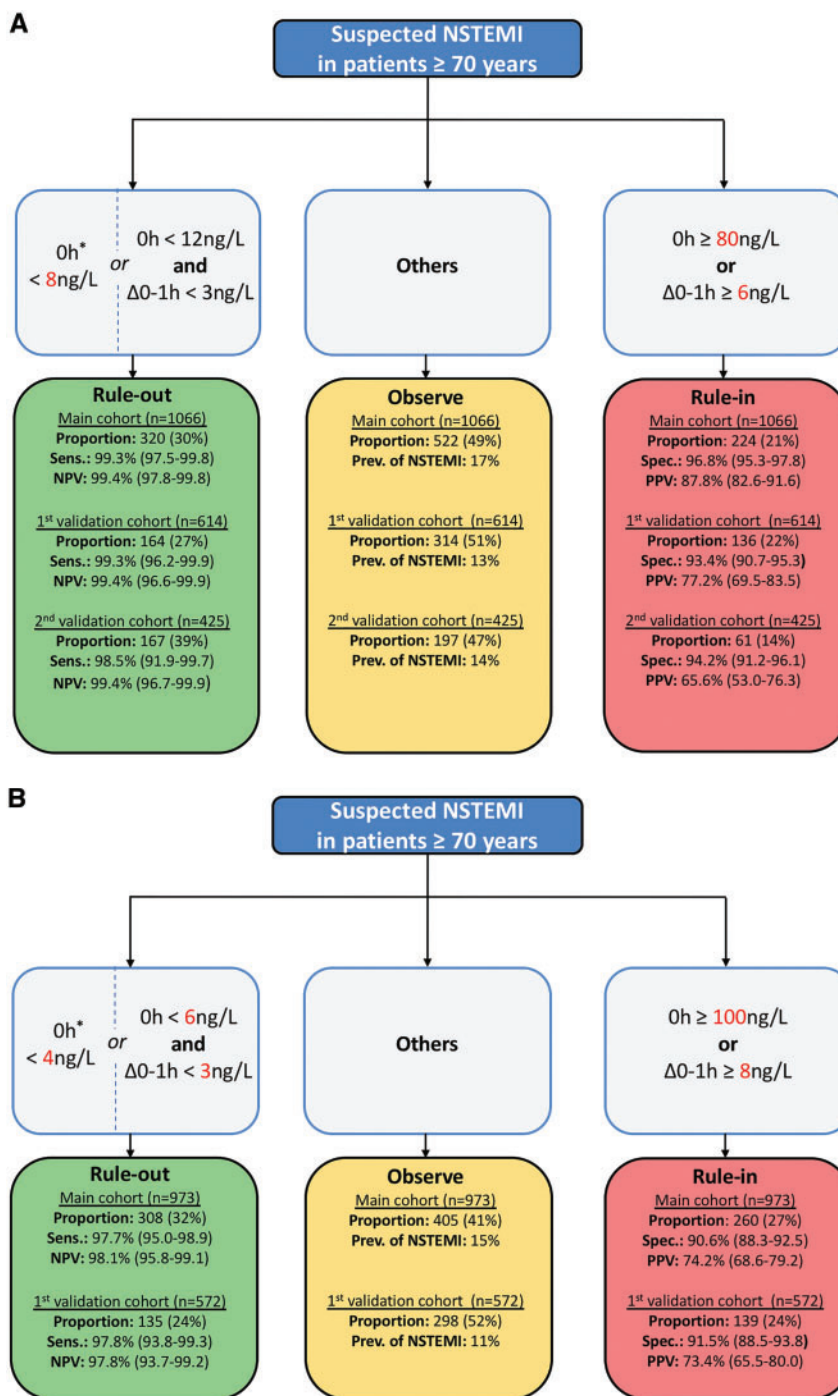 A
Suspected NSTEMI
in patients ≥ 70 years
0h*
< 8ng/L
or
0h < 12ng/L
and
Δ0-1h < 3ng/L
Others
0h ≥ 80ng/L
or
Δ0-1h ≥ 6ng/L
Rule-out
Main cohort (n=1066)
Proportion: 320 (30%)
Sens.: 99.3% (97.5-99.8)
NPV: 99.4% (97.8-99.8)
1st validation cohort (n=614)
Proportion: 164 (27%)
Sens.: 99.3% (96.2-99.9)
NPV: 99.4% (96.6-99.9)
2nd validation cohort (n=425)
Proportion: 167 (39%)
Sens.: 98.5% (91.9-99.7)
NPV: 99.4% (96.7-99.9)
Observe
Main cohort (n=1066)
Proportion: 522 (49%)
Prev. of NSTEMI: 17%
1st validation cohort (n=614)
Proportion: 314 (51%)
Prev. of NSTEMI: 13%
2nd validation cohort (n=425)
Proportion: 197 (47%)
Prev. of NSTEMI: 14%
Rule-in
Main cohort (n=1066)
Proportion: 224 (21%)
Spec.: 96.8% (95.3-97.8)
PPV: 87.8% (82.6-91.6)
1st validation cohort (n=614)
Proportion: 136 (22%)
Spec.: 93.4% (90.7-95.3)
PPV: 77.2% (69.5-83.5)
2nd validation cohort (n=425)
Proportion: 61 (14%)
Spec.: 94.2% (91.2-96.1)
PPV: 65.6% (53.0-76.3)
B
Suspected NSTEMI
in patients ≥ 70 years
0h*
< 4ng/L
or
0h < 6ng/L
and
Δ0-1h < 3ng/L
Others
0h ≥ 100ng/L
or
Δ0-1h ≥ 8ng/L
Rule-out
Main cohort (n=973)
Proportion: 308 (32%)
Sens.: 97.7% (95.0-98.9)
NPV: 98.1% (95.8-99.1)
1st validation cohort (n=572)
Proportion: 135 (24%)
Sens.: 97.8% (93.8-99.3)
NPV: 97.8% (93.7-99.2)
Observe
Main cohort (n=973)
Proportion: 405 (41%)
Prev. of NSTEMI: 15%
1st validation cohort (n=572)
Proportion: 298 (52%)
Prev. of NSTEMI: 11%
Rule-in
Main cohort (n=973)
Proportion: 260 (27%)
Spec.: 90.6% (88.3-92.5)
PPV: 74.2% (68.6-79.2)
1st validation cohort (n=572)
Proportion: 139 (24%)
Spec.: 91.5% (88.5-93.8)
PPV: 73.4% (65.5-80.0)